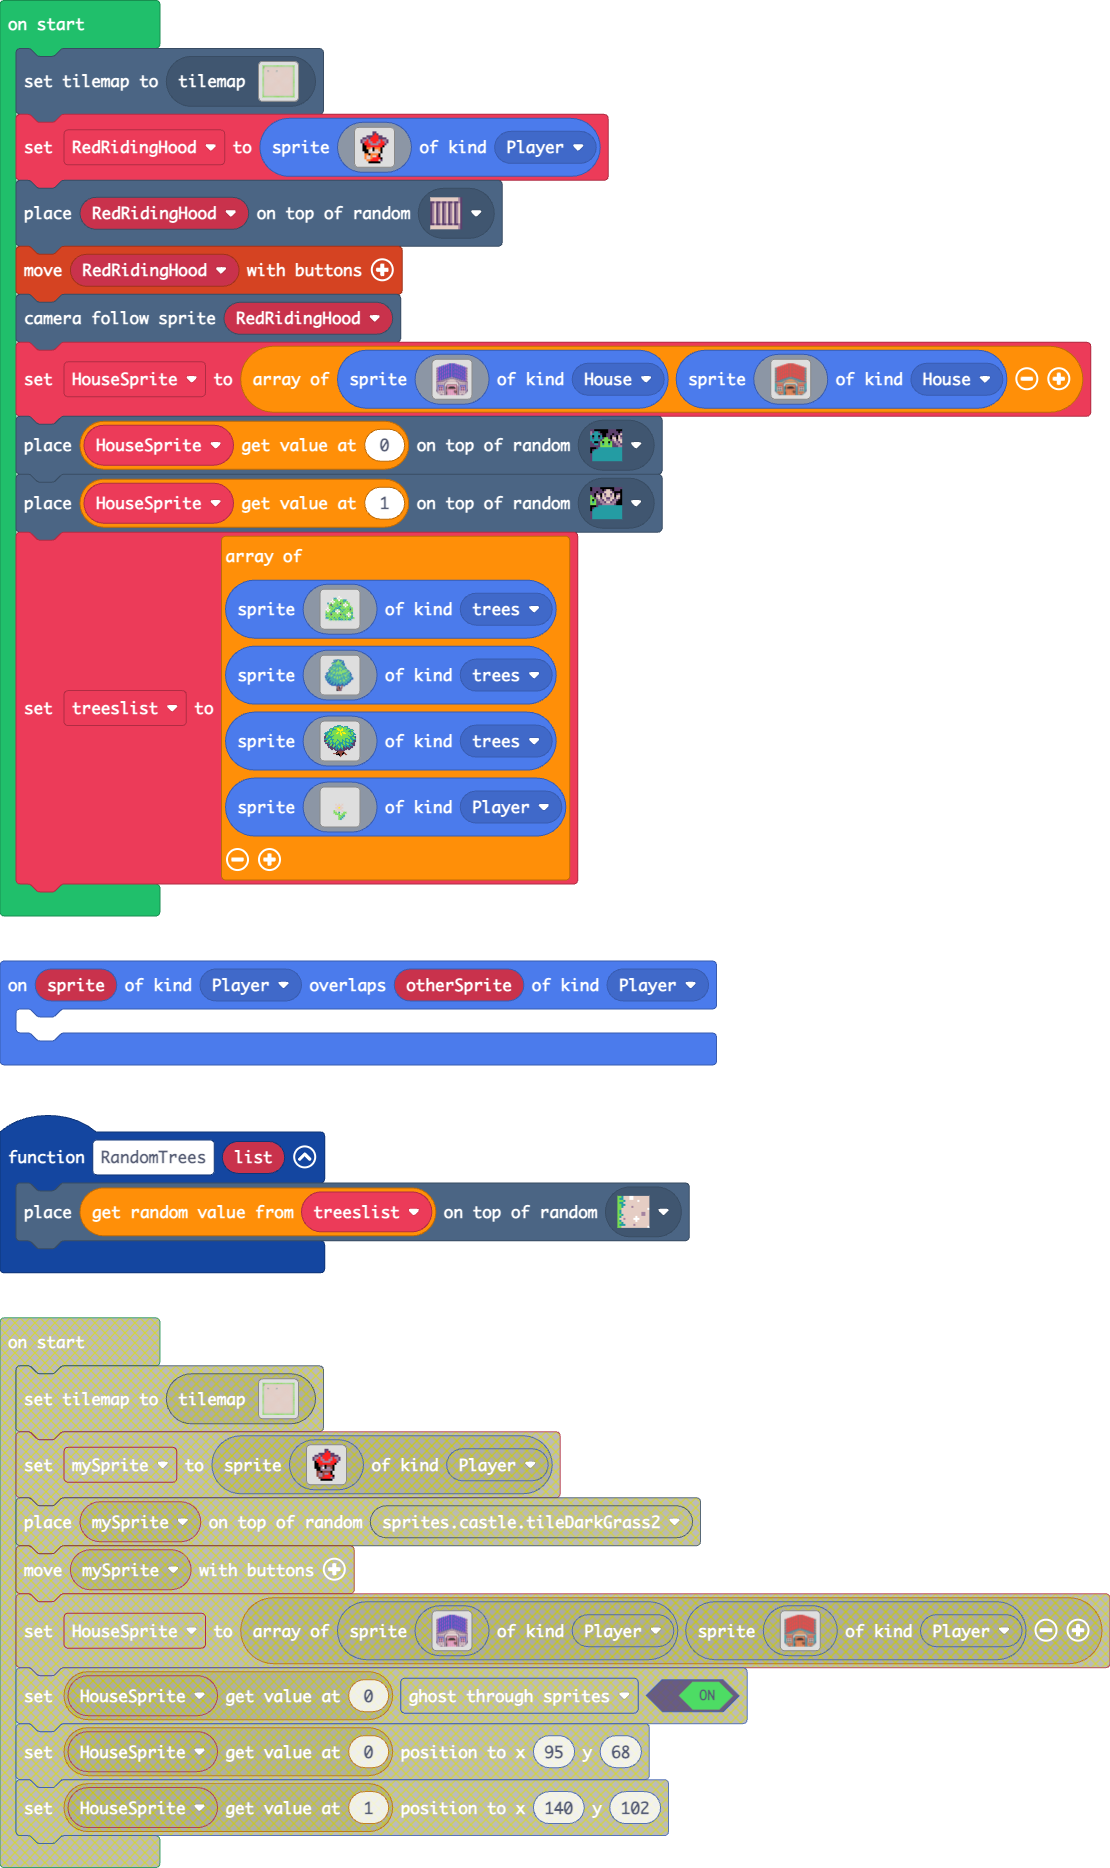 on start
set tilemap to tilemap
set RedRidingHood to sprite of kind Player
place RedRidingHood on top of random
move RedRidingHood with buttons
camera follow sprite RedRidingHood
set HouseSprite to array of sprite of kind House sprite of kind House
place HouseSprite get value at 0 on top of random
place HouseSprite get value at 1 on top of random
array of
sprite of kind trees
sprite of kind trees
set treeslist to
sprite of kind trees
sprite of kind Player
on sprite of kind Player overlaps otherSprite of kind Player
function RandomTrees list
place get random value from treeslist on top of random
on start
set tilemap to tilemap
set mySprite to sprite of kind Player
place mySprite on top of random sprites.castle.tileDarkGrass2
move mySprite with buttons
set HouseSprite to array of sprite of kind Player sprite of kind Player
set HouseSprite get value at 0 ghost through sprites ON
set HouseSprite get value at 0 position to x 95 y 68
set HouseSprite get value at 1 position to x 140 y 102